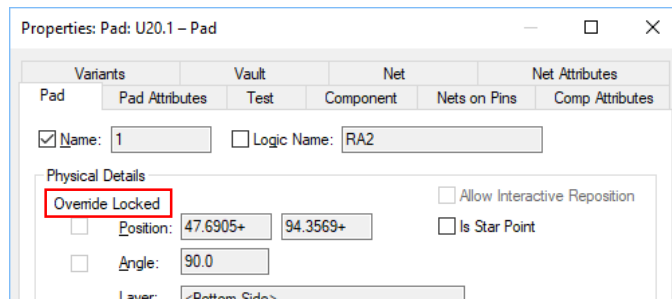 Properties: Pad: U20.1 – Pad
Variants Vault Net Net Attributes
Pad Pad Attributes Test Component Nets on Pins Comp Attributes
Name: 1 Logic Name: RA2
Physical Details
Override Locked Allow Interactive Reposition
Position: 47.6905+ 94.3569+ Is Star Point
Angle: 90.0
Layer: <Bottom Side>